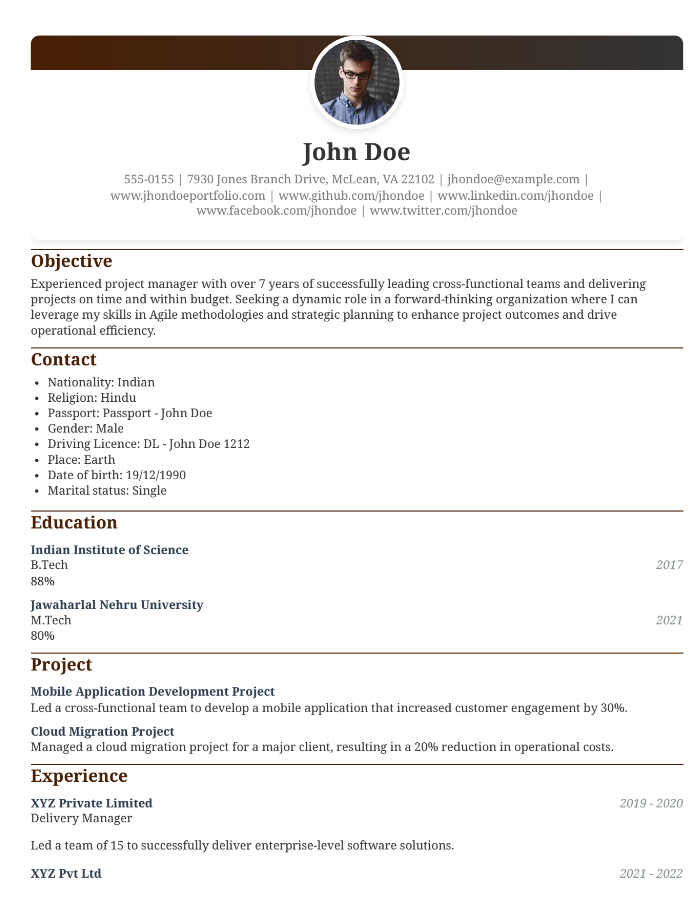 John Doe
555-0155 | 7930 Jones Branch Drive, McLean, VA 22102 | jhondoe@example.com |
www.jhondoeportfolio.com | www.github.com/jhondoe | www.linkedin.com/jhondoe |
www.facebook.com/jhondoe | www.twitter.com/jhondoe
Objective
Experienced project manager with over 7 years of successfully leading cross-functional teams and delivering
projects on time and within budget. Seeking a dynamic role in a forward-thinking organization where I can
leverage my skills in Agile methodologies and strategic planning to enhance project outcomes and drive
operational efficiency.
Contact
• Nationality: Indian
• Religion: Hindu
• Passport: Passport - John Doe
• Gender: Male
• Driving Licence: DL - John Doe 1212
• Place: Earth
• Date of birth: 19/12/1990
• Marital status: Single
Education
Indian Institute of Science
B.Tech 2017
88%
Jawaharlal Nehru University
M.Tech 2021
80%
Project
Mobile Application Development Project
Led a cross-functional team to develop a mobile application that increased customer engagement by 30%.
Cloud Migration Project
Managed a cloud migration project for a major client, resulting in a 20% reduction in operational costs.
Experience
XYZ Private Limited 2019 - 2020
Delivery Manager
Led a team of 15 to successfully deliver enterprise-level software solutions.
XYZ Pvt Ltd 2021 - 2022